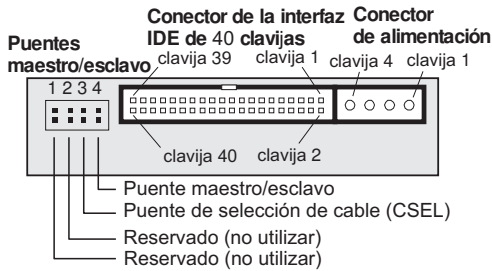 Conector de la interfaz
IDE de 40 clavijas
Conector
de alimentación
Puentes
maestro/esclavo
clavija 39
clavija 1
clavija 4
clavija 1
1 2 3 4
clavija 40
clavija 2
Puente maestro/esclavo
Puente de selección de cable (CSEL)
Reservado (no utilizar)
Reservado (no utilizar)